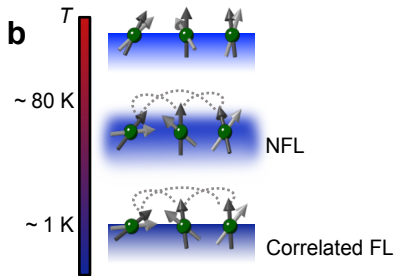 b
T
~ 80 K
NFL
~ 1 K
Correlated FL